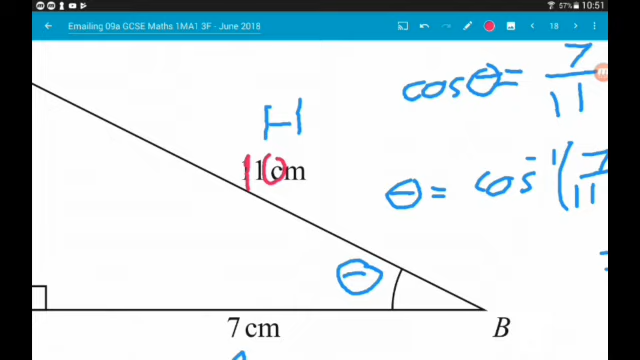 57% 10:51
Emailing 09a GCSE Maths 1MA1 3F - June 2018
18
cosθ = 7/11
H
11 cm
10
θ = cos⁻¹(7/11
θ
7 cm
B